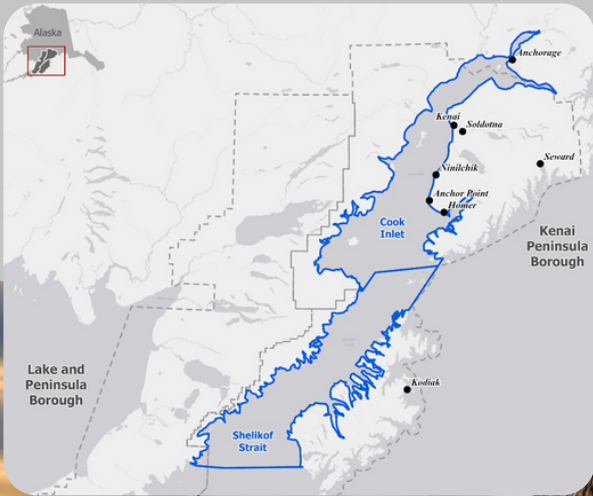 Alaska
Anchorage
Kenai
Soldotna
Seward
Ninilchik
Anchor Point
Homer
Cook
Inlet
Kenai
Peninsula
Borough
Lake and
Peninsula
Borough
Kodiak
Shelikof
Strait